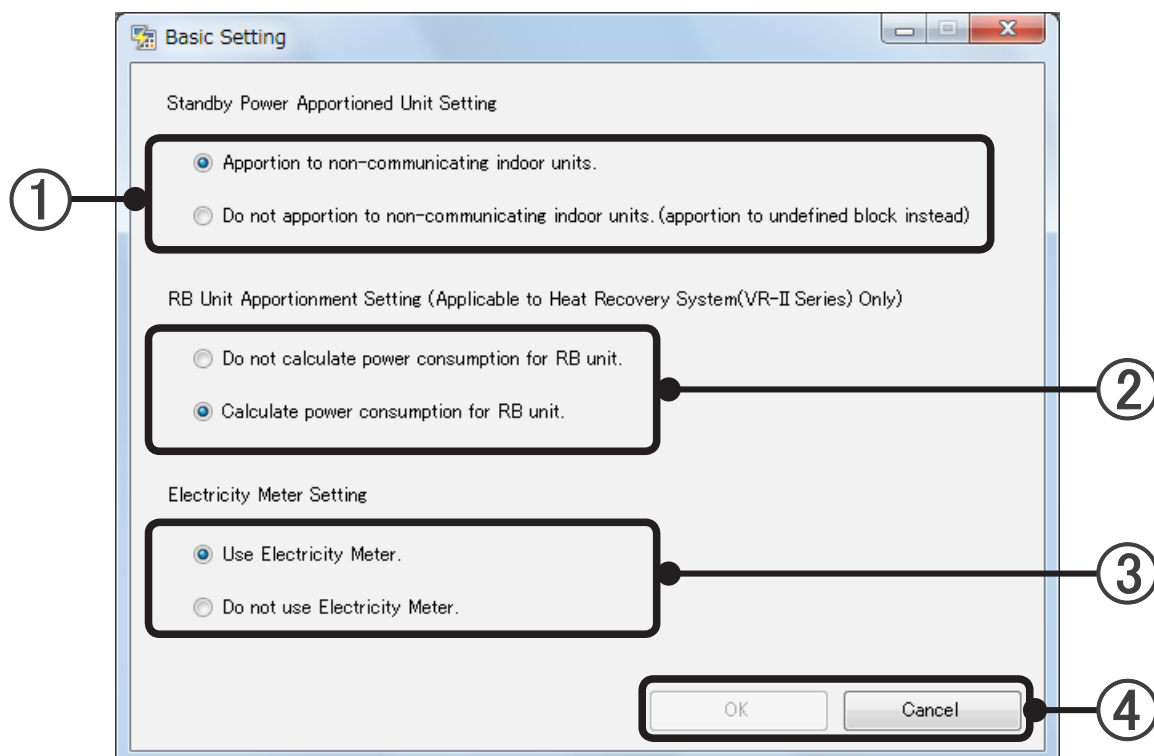 Basic Setting
Standby Power Apportioned Unit Setting
① Apportion to non-communicating indoor units.
Do not apportion to non-communicating indoor units. (apportion to undefined block instead)
RB Unit Apportionment Setting (Applicable to Heat Recovery System(VR-II Series) Only)
Do not calculate power consumption for RB unit.
② Calculate power consumption for RB unit.
Electricity Meter Setting
Use Electricity Meter.
③ Do not use Electricity Meter.
OK Cancel ④